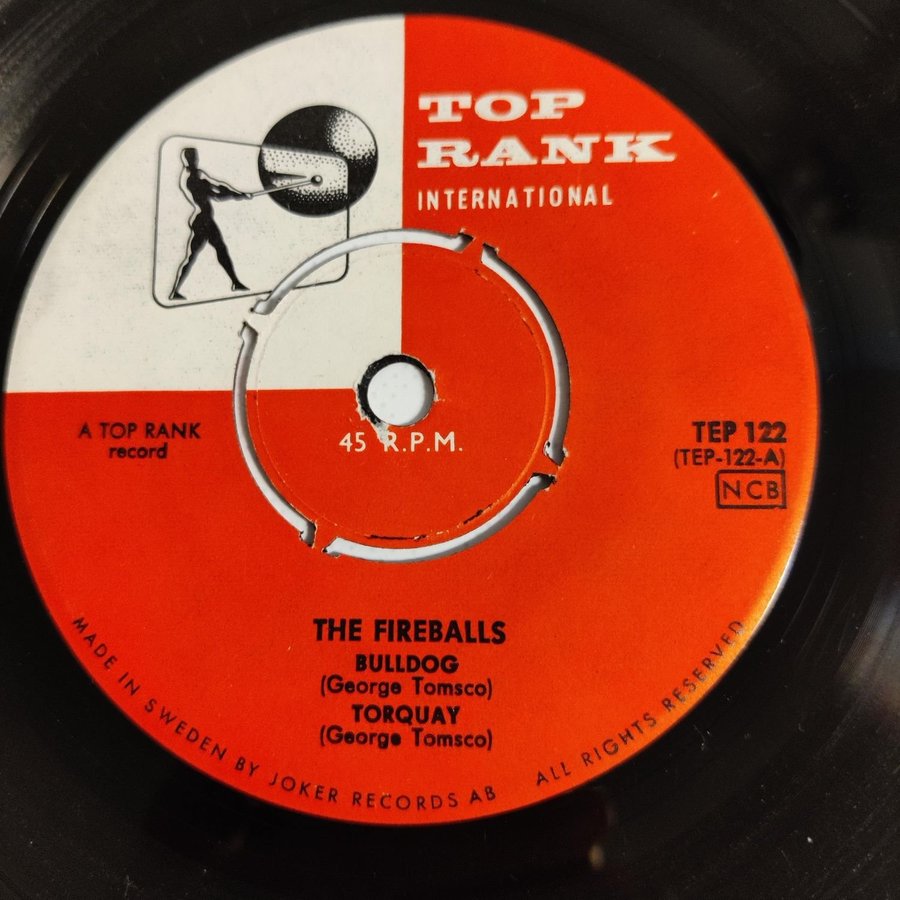 TOP
RANK
INTERNATIONAL
A TOP RANK
record
45 R.P.M.
TEP 122
(TEP-122-A)
NCB
THE FIREBALLS
BULLDOG
(George Tomsco)
TORQUAY
(George Tomsco)
MADE IN SWEDEN BY JOKER RECORDS AB ALL RIGHTS RESERVED